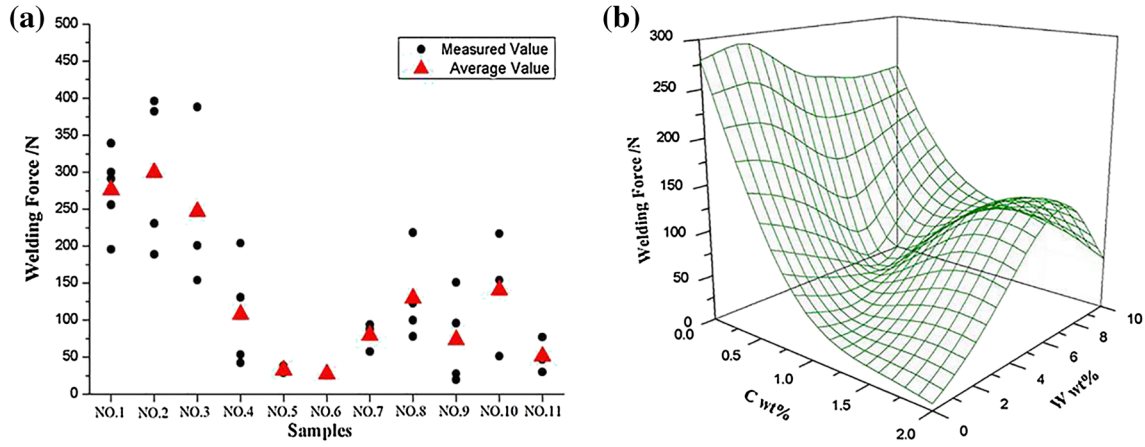 (a)
500
450
400
350
300
250
200
150
100
50
0
Welding Force /N
Measured Value
Average Value
NO.1 NO.2 NO.3 NO.4 NO.5 NO.6 NO.7 NO.8 NO.9 NO.10 NO.11
Samples
(b)
300
250
200
150
100
50
0
Welding Force /N
0.0
0.5
1.0
1.5
2.0
C wt%
0
2
4
6
8
10
W wt%